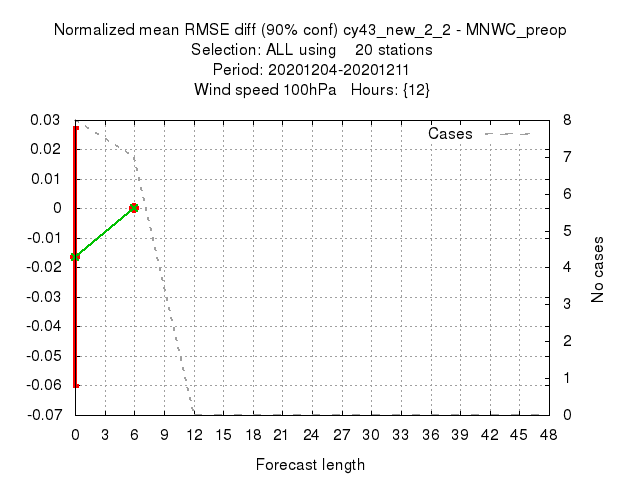 Normalized mean RMSE diff (90% conf) cy43_new_2_2 - MNWC_preop
Selection: ALL using 20 stations
Period: 20201204-20201211
Wind speed 100hPa Hours: {12}
Cases
0.03
0.02
0.01
0
-0.01
-0.02
-0.03
-0.04
-0.05
-0.06
-0.07
8
7
6
5
4
3
2
1
0
No cases
0 3 6 9 12 15 18 21 24 27 30 33 36 39 42 45 48
Forecast length